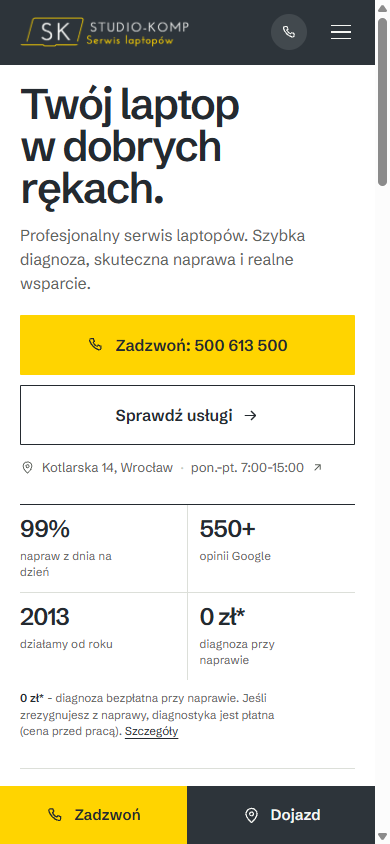 SK STUDIO-KOMP
Serwis laptopów
Twój laptop
w dobrych
rękach.
Profesjonalny serwis laptopów. Szybka
diagnoza, skuteczna naprawa i realne
wsparcie.
Zadzwoń: 500 613 500
Sprawdź usługi →
Kotlarska 14, Wrocław · pon.-pt. 7:00-15:00 ↗
99%
napraw z dnia na
dzień
550+
opinii Google
2013
działamy od roku
0 zł*
diagnoza przy
naprawie
0 zł* - diagnoza bezpłatna przy naprawie. Jeśli
zrezygnujesz z naprawy, diagnostyka jest płatna
(cena przed pracą). Szczegóły
Zadzwoń
Dojazd